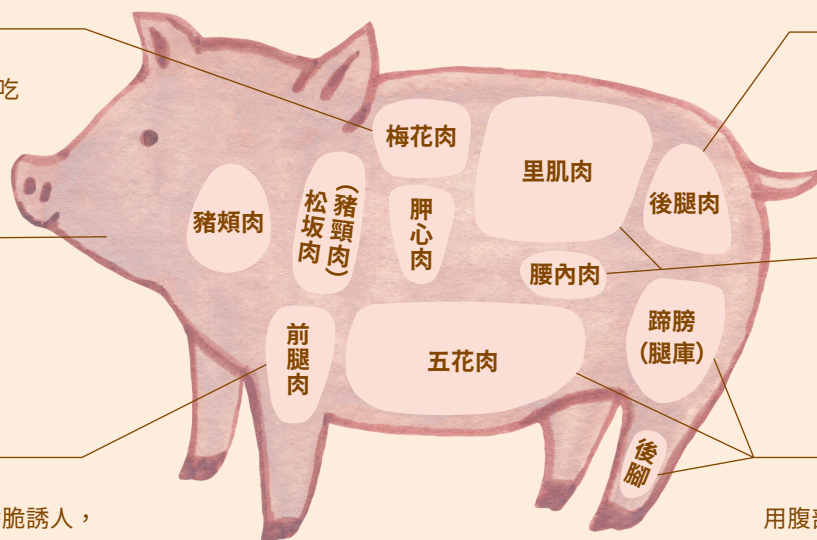 吃
梅花肉
里肌肉
後腿肉
豬頰肉
松坂肉
（豬頸肉）
胛心肉
腰內肉
前腿肉
五花肉
蹄膀
（腿庫）
後腳
脆誘人，
用腹